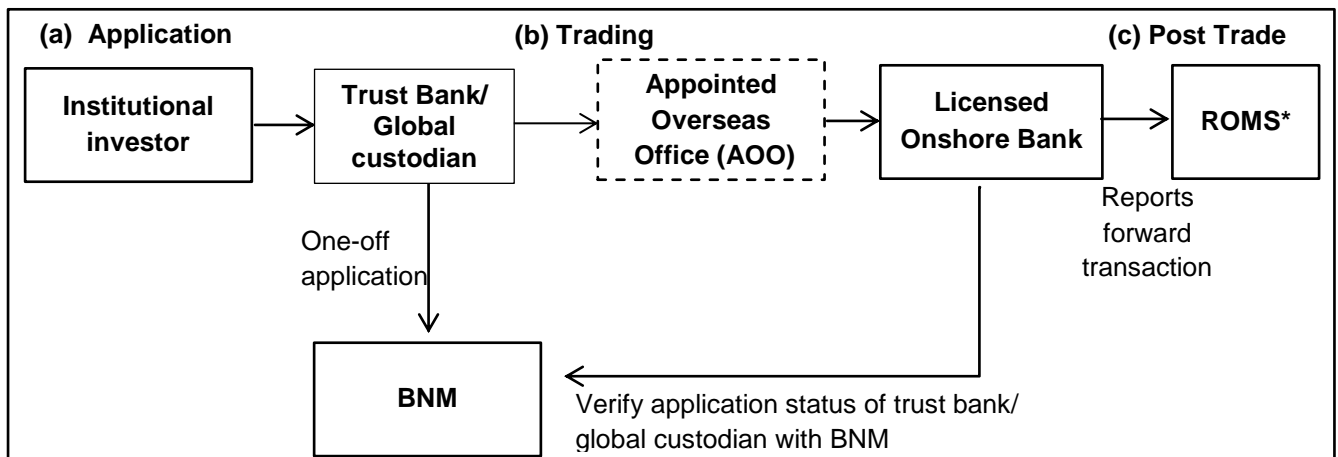 (a) Application
(b) Trading
(c) Post Trade
Institutional
investor
Trust Bank/
Global
custodian
Appointed
Overseas
Office (AOO)
Licensed
Onshore Bank
ROMS*
One-off
application
Reports
forward
transaction
BNM
Verify application status of trust bank/
global custodian with BNM